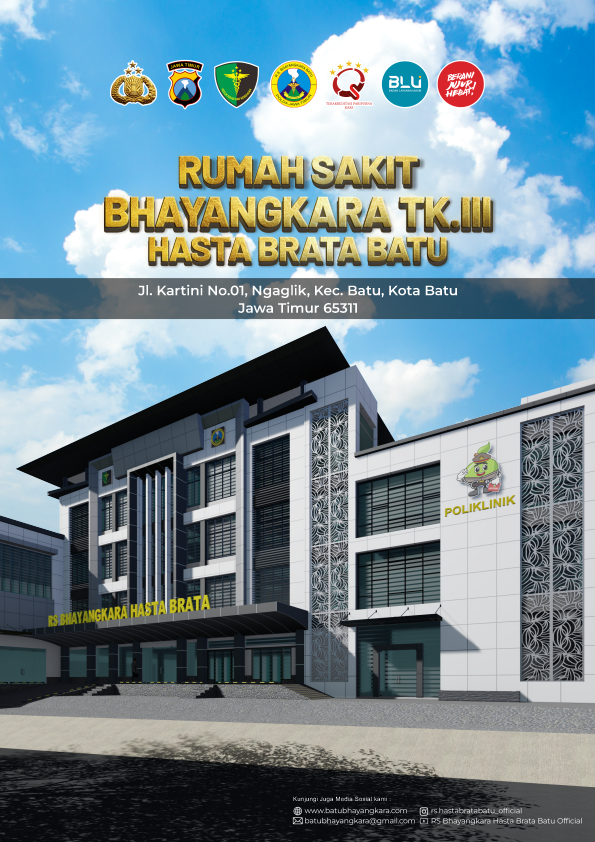 JAWA TIMUR
BLU
BERANI
JUJUR
HEBAT!
RUMAH SAKIT
BHAYANGKARA TK.III
HASTA BRATA BATU
Jl. Kartini No.01, Ngaglik, Kec. Batu, Kota Batu
Jawa Timur 65311
POLIKLINIK
RS.BHAYANGKARA HASTA BRATA
Kunjungi Juga Media Sosial kami :
www.batubhayangkara.com rs.hastabratabatu_official
batubhayangkara@gmail.com RS Bhayangkara Hasta Brata Batu Official